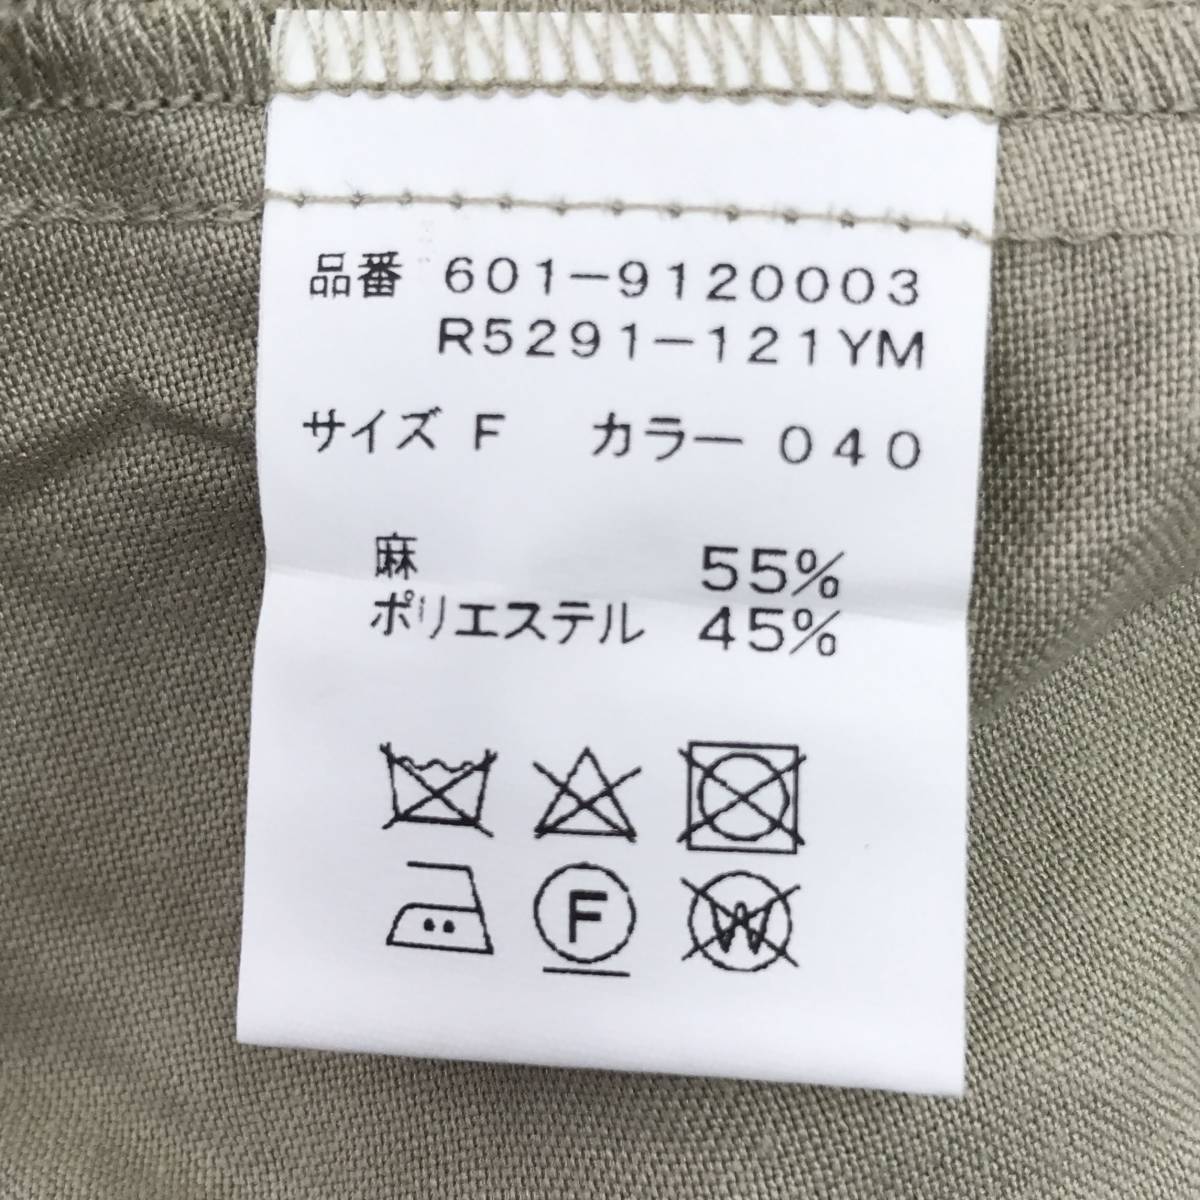 品番 601-9120003
R5291-121YM
サイズ F カラー 040
麻 55%
ポリエステル 45%
F W